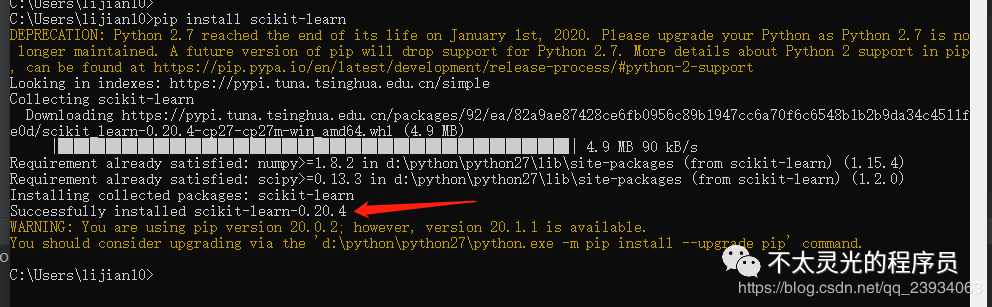 C:\Users\lijian10>
C:\Users\lijian10>pip install scikit-learn
DEPRECATION: Python 2.7 reached the end of its life on January 1st, 2020. Please upgrade your Python as Python 2.7 is no
 longer maintained. A future version of pip will drop support for Python 2.7. More details about Python 2 support in pip
, can be found at https://pip.pypa.io/en/latest/development/release-process/#python-2-support
Looking in indexes: https://pypi.tuna.tsinghua.edu.cn/simple
Collecting scikit-learn
  Downloading https://pypi.tuna.tsinghua.edu.cn/packages/92/ea/82a9ae87428ce6fb0956c89b1947cc6a70f6c6548b1b2b9da34c4511f
e0d/scikit_learn-0.20.4-cp27-cp27m-win_amd64.whl (4.9 MB)
4.9 MB 90 kB/s
Requirement already satisfied: numpy>=1.8.2 in d:\python\python27\lib\site-packages (from scikit-learn) (1.15.4)
Requirement already satisfied: scipy>=0.13.3 in d:\python\python27\lib\site-packages (from scikit-learn) (1.2.0)
Installing collected packages: scikit-learn
Successfully installed scikit-learn-0.20.4
WARNING: You are using pip version 20.0.2; however, version 20.1.1 is available.
You should consider upgrading via the 'd:\python\python27\python.exe -m pip install --upgrade pip' command.
C:\Users\lijian10>
不太灵光的程序员
https://blog.csdn.net/qq_23934063